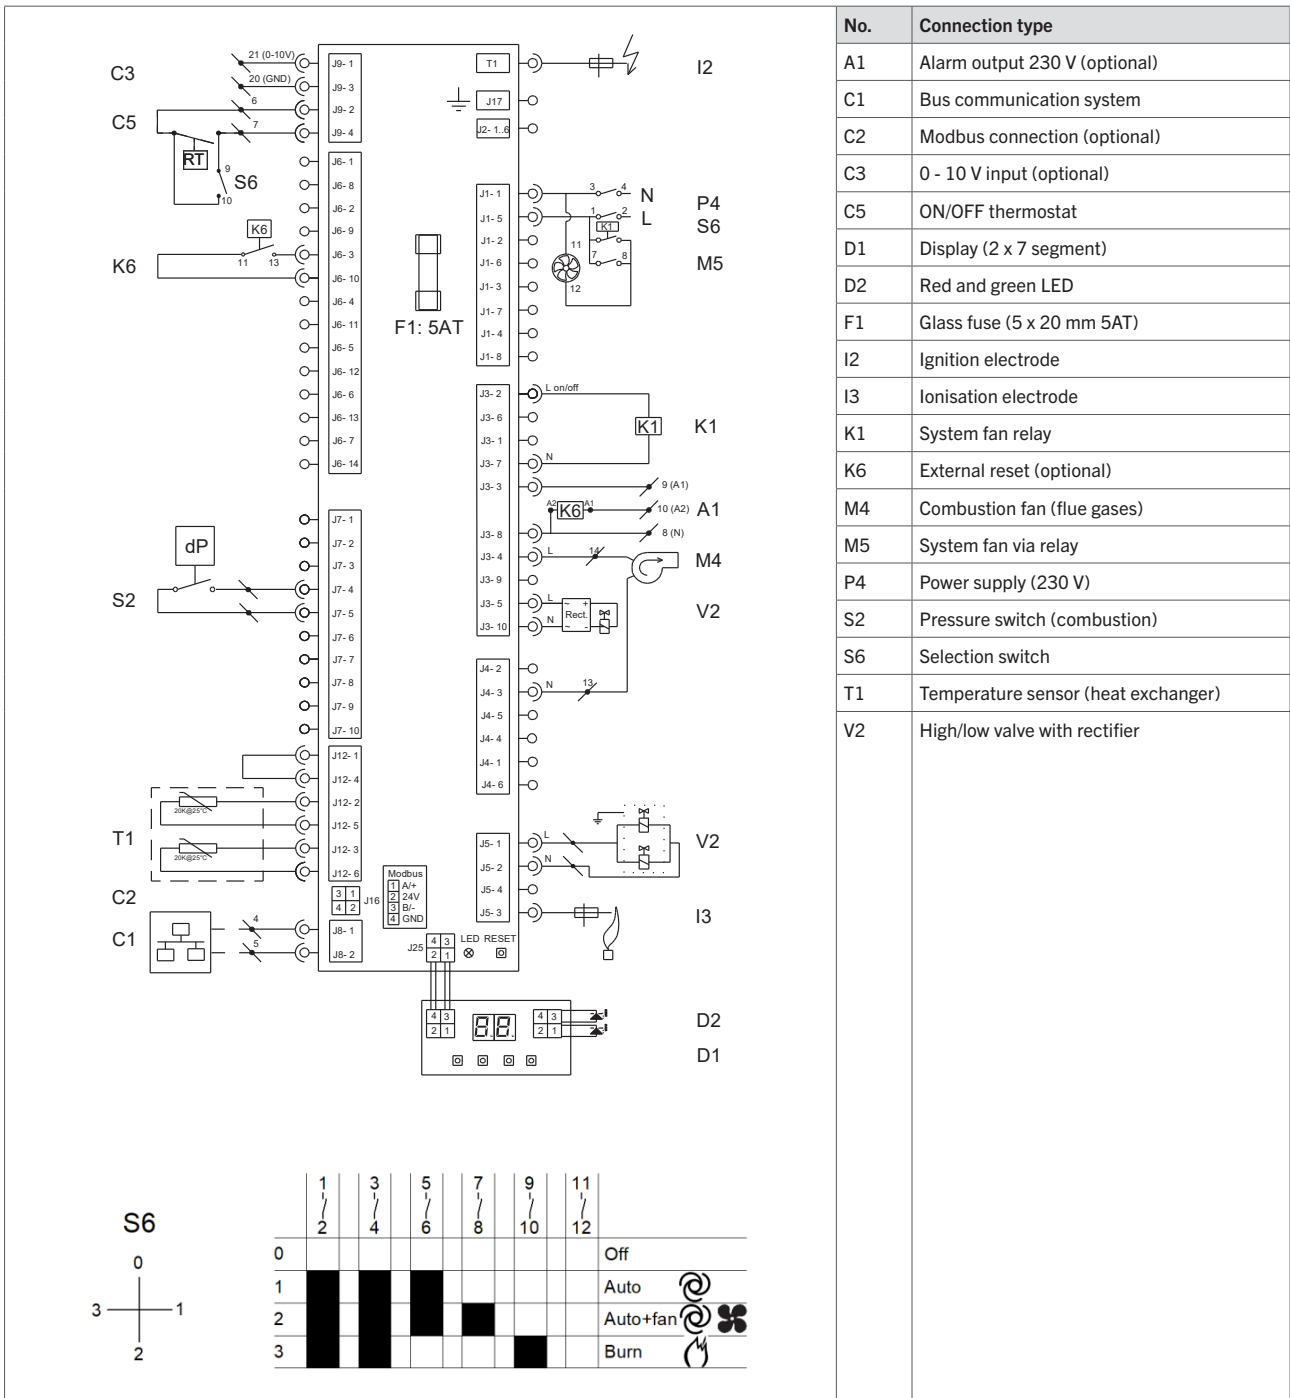 21 (0-10V)
C3
J9- 1
T1
I2
20 (GND)
J9- 3
6
J9- 2
J17
C5
7
J9- 4
J2- 1..6
RT
9
S6
10
J6- 1
J6- 8
J6- 2
J6- 9
K6
J6- 3
11
13
K6
J6- 10
J6- 4
J6- 11
J6- 5
J6- 12
J6- 6
J6- 13
J6- 7
J6- 14
F1: 5AT
J1- 1
3
4
N
P4
J1- 5
1
2
L
S6
K1
J1- 2
11
7
8
J1- 6
M5
12
J1- 3
J1- 7
J1- 4
J1- 8
J3- 2
L on/off
J3- 6
K1
K1
J3- 1
J3- 7
N
J3- 3
9 (A1)
A2
K6
A1
10 (A2)
A1
J3- 8
8 (N)
J3- 4
L
14
M4
J3- 9
J3- 5
L
~ +
Rect.
V2
J3- 10
N
~ -
J4- 2
J4- 3
N
13
J4- 5
J4- 4
J4- 1
J4- 6
J7- 1
dP
J7- 2
J7- 3
J7- 4
S2
J7- 5
J7- 6
J7- 7
J7- 8
J7- 9
J7- 10
J12- 1
J12- 4
J12- 2
20K@25°C
J12- 5
T1
J12- 3
20K@25°C
J12- 6
J5- 1
L
V2
J5- 2
N
J5- 4
J5- 3
I3
C2
3 1
4 2
J16
Modbus
1 A/+
2 24V
3 B/-
4 GND
C1
4
J8- 1
5
J8- 2
J25
4 3
2 1
LED
RESET
4 3
2 1
8.8.
4 3
2 1
D2
D1
S6
0
3
1
2
1 3 5 7 9 11
2 4 6 8 10 12
0 Off
1 Auto
2 Auto+fan
3 Burn
No. Connection type
A1 Alarm output 230 V (optional)
C1 Bus communication system
C2 Modbus connection (optional)
C3 0 - 10 V input (optional)
C5 ON/OFF thermostat
D1 Display (2 x 7 segment)
D2 Red and green LED
F1 Glass fuse (5 x 20 mm 5AT)
I2 Ignition electrode
I3 Ionisation electrode
K1 System fan relay
K6 External reset (optional)
M4 Combustion fan (flue gases)
M5 System fan via relay
P4 Power supply (230 V)
S2 Pressure switch (combustion)
S6 Selection switch
T1 Temperature sensor (heat exchanger)
V2 High/low valve with rectifier